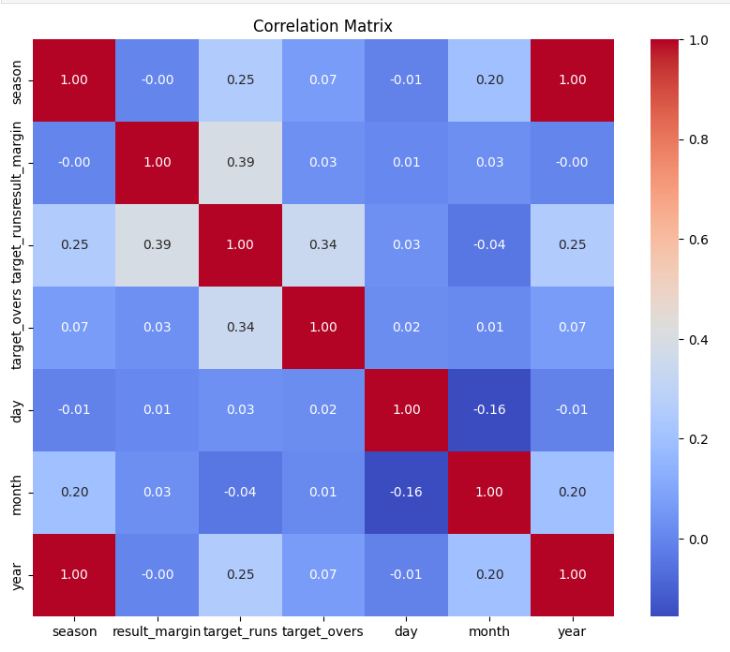 Correlation Matrix
season 1.00 -0.00 0.25 0.07 -0.01 0.20 1.00
result_margin -0.00 1.00 0.39 0.03 0.01 0.03 -0.00
target_runs 0.25 0.39 1.00 0.34 0.03 -0.04 0.25
target_overs 0.07 0.03 0.34 1.00 0.02 0.01 0.07
day -0.01 0.01 0.03 0.02 1.00 -0.16 -0.01
month 0.20 0.03 -0.04 0.01 -0.16 1.00 0.20
year 1.00 -0.00 0.25 0.07 -0.01 0.20 1.00
season result_margin target_runs target_overs day month year
1.0
0.8
0.6
0.4
0.2
0.0